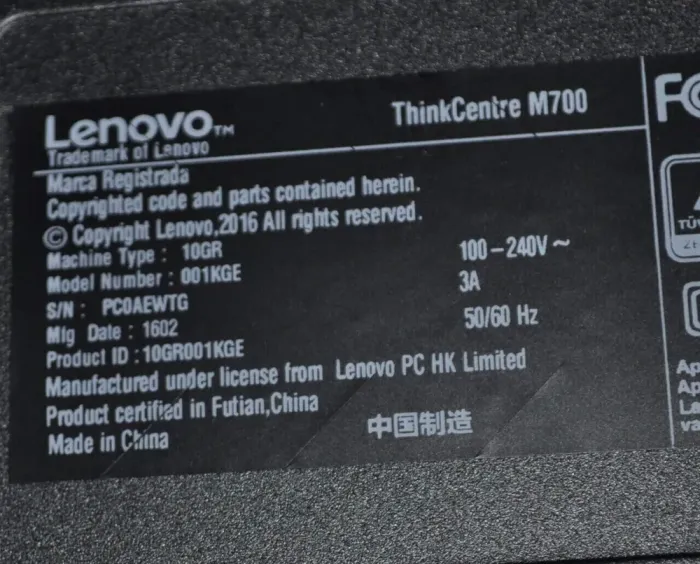 Lenovo™
ThinkCentre M700
Trademark of Lenovo
Marca Registrada
Copyrighted code and parts contained herein.
© Copyright Lenovo,2016 All rights reserved.
Machine Type : 10GR
100-240V~
Model Number : 001KGE
3A
S/N : PC0AEWTG
50/60 Hz
Mfg Date : 1602
Product ID :10GR001KGE
Manufactured under license from Lenovo PC HK Limited
Product certified in Futian,China
Made in China
中国制造
TÜV